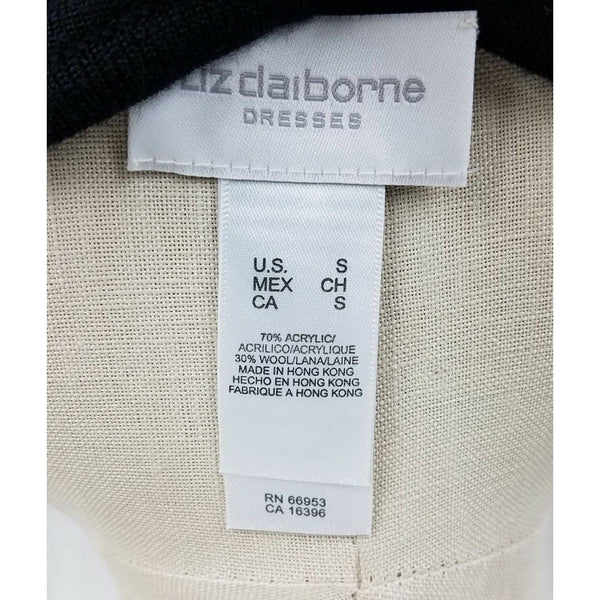 Liz claiborne
DRESSES
U.S. S
MEX CH
CA S
70% ACRYLIC/
ACRILICO/ACRYLIQUE
30% WOOL/LANA/LAINE
MADE IN HONG KONG
HECHO EN HONG KONG
FABRIQUE A HONG KONG
RN 66953
CA 16396